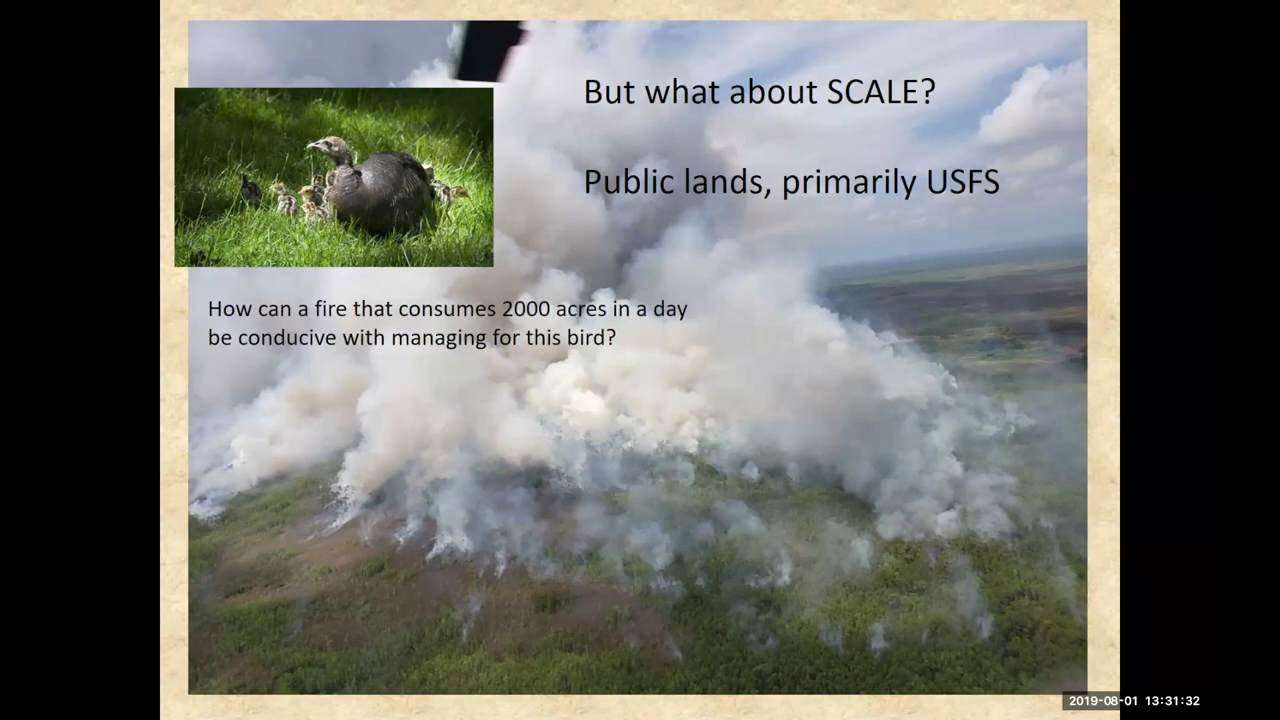 But what about SCALE?
Public lands, primarily USFS
How can a fire that consumes 2000 acres in a day
be conducive with managing for this bird?
2019-08-01 13:31:32